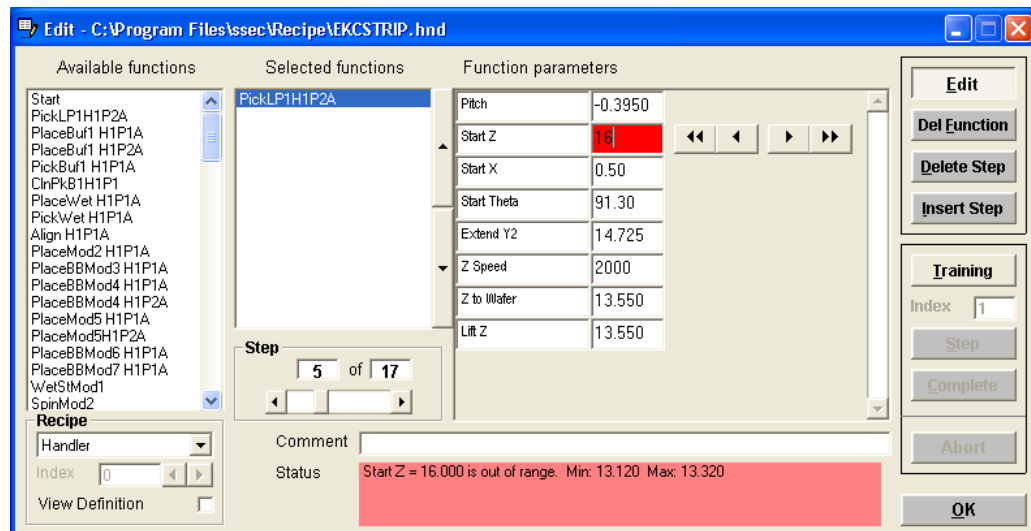 Edit - C:\Program Files\ssec\Recipe\EKCSTRIP.hnd
Available functions
Start
PickLP1H1P2A
PlaceBuf1 H1P1A
PlaceBuf1 H1P2A
PickBuf1 H1P1A
ClnPkB1H1P1
PlaceWet H1P1A
PickWet H1P1A
Align H1P1A
PlaceMod2 H1P1A
PlaceBBMod3 H1P1A
PlaceBBMod4 H1P1A
PlaceBBMod4 H1P2A
PlaceMod5 H1P1A
PlaceMod5H1P2A
PlaceBBMod6 H1P1A
PlaceBBMod7 H1P1A
WetStMod1
SpinMod2
Recipe
Handler
Index 0
View Definition
Selected functions
PickLP1H1P2A
Step
5 of 17
Function parameters
Pitch -0.3950
Start Z 16
Start X 0.50
Start Theta 91.30
Extend Y2 14.725
Z Speed 2000
Z to Wafer 13.550
Lift Z 13.550
Comment
Status Start Z = 16.000 is out of range. Min: 13.120 Max: 13.320
Edit
Del Function
Delete Step
Insert Step
Training
Index 1
Step
Complete
Abort
OK